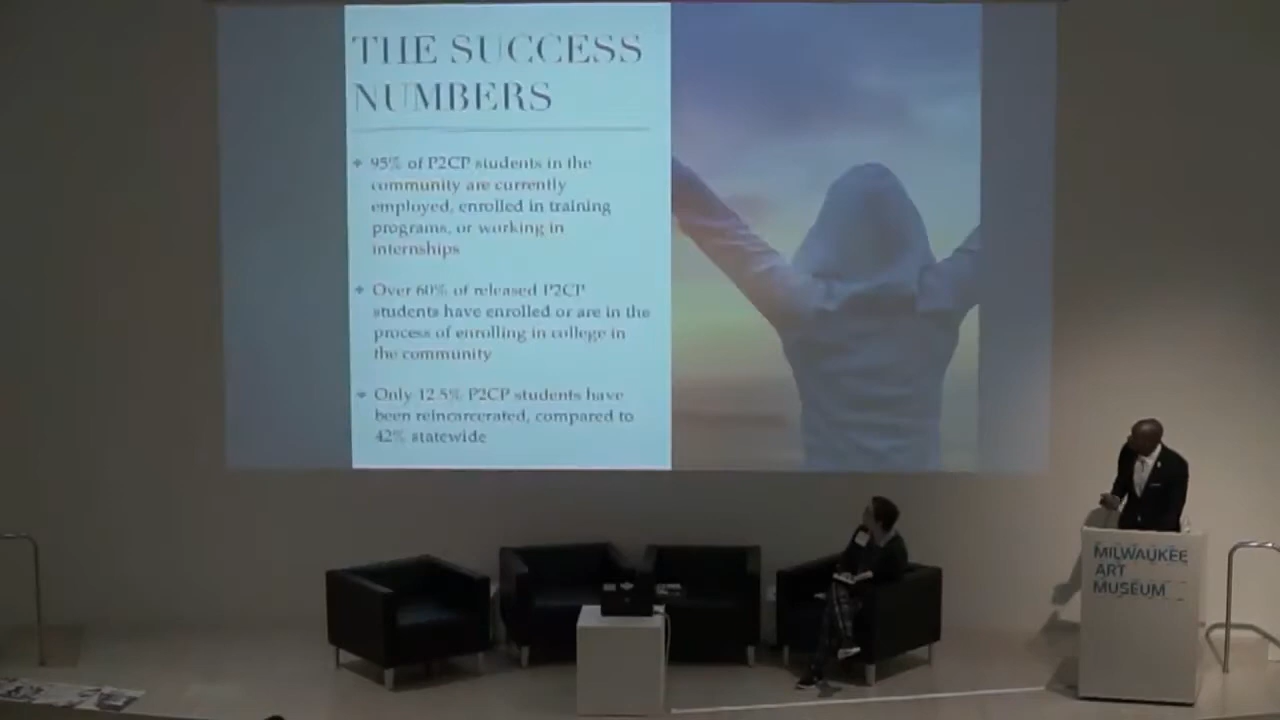 THE SUCCESS
NUMBERS
95% of P2CP students in the
community are currently
employed, enrolled in training
programs, or working in
internships
Over 60% of released P2CP
students have enrolled or are in the
process of enrolling in college in
the community
Only 12.5% P2CP students have
been reincarcerated, compared to
42% statewide
MILWAUKEE
ART
MUSEUM